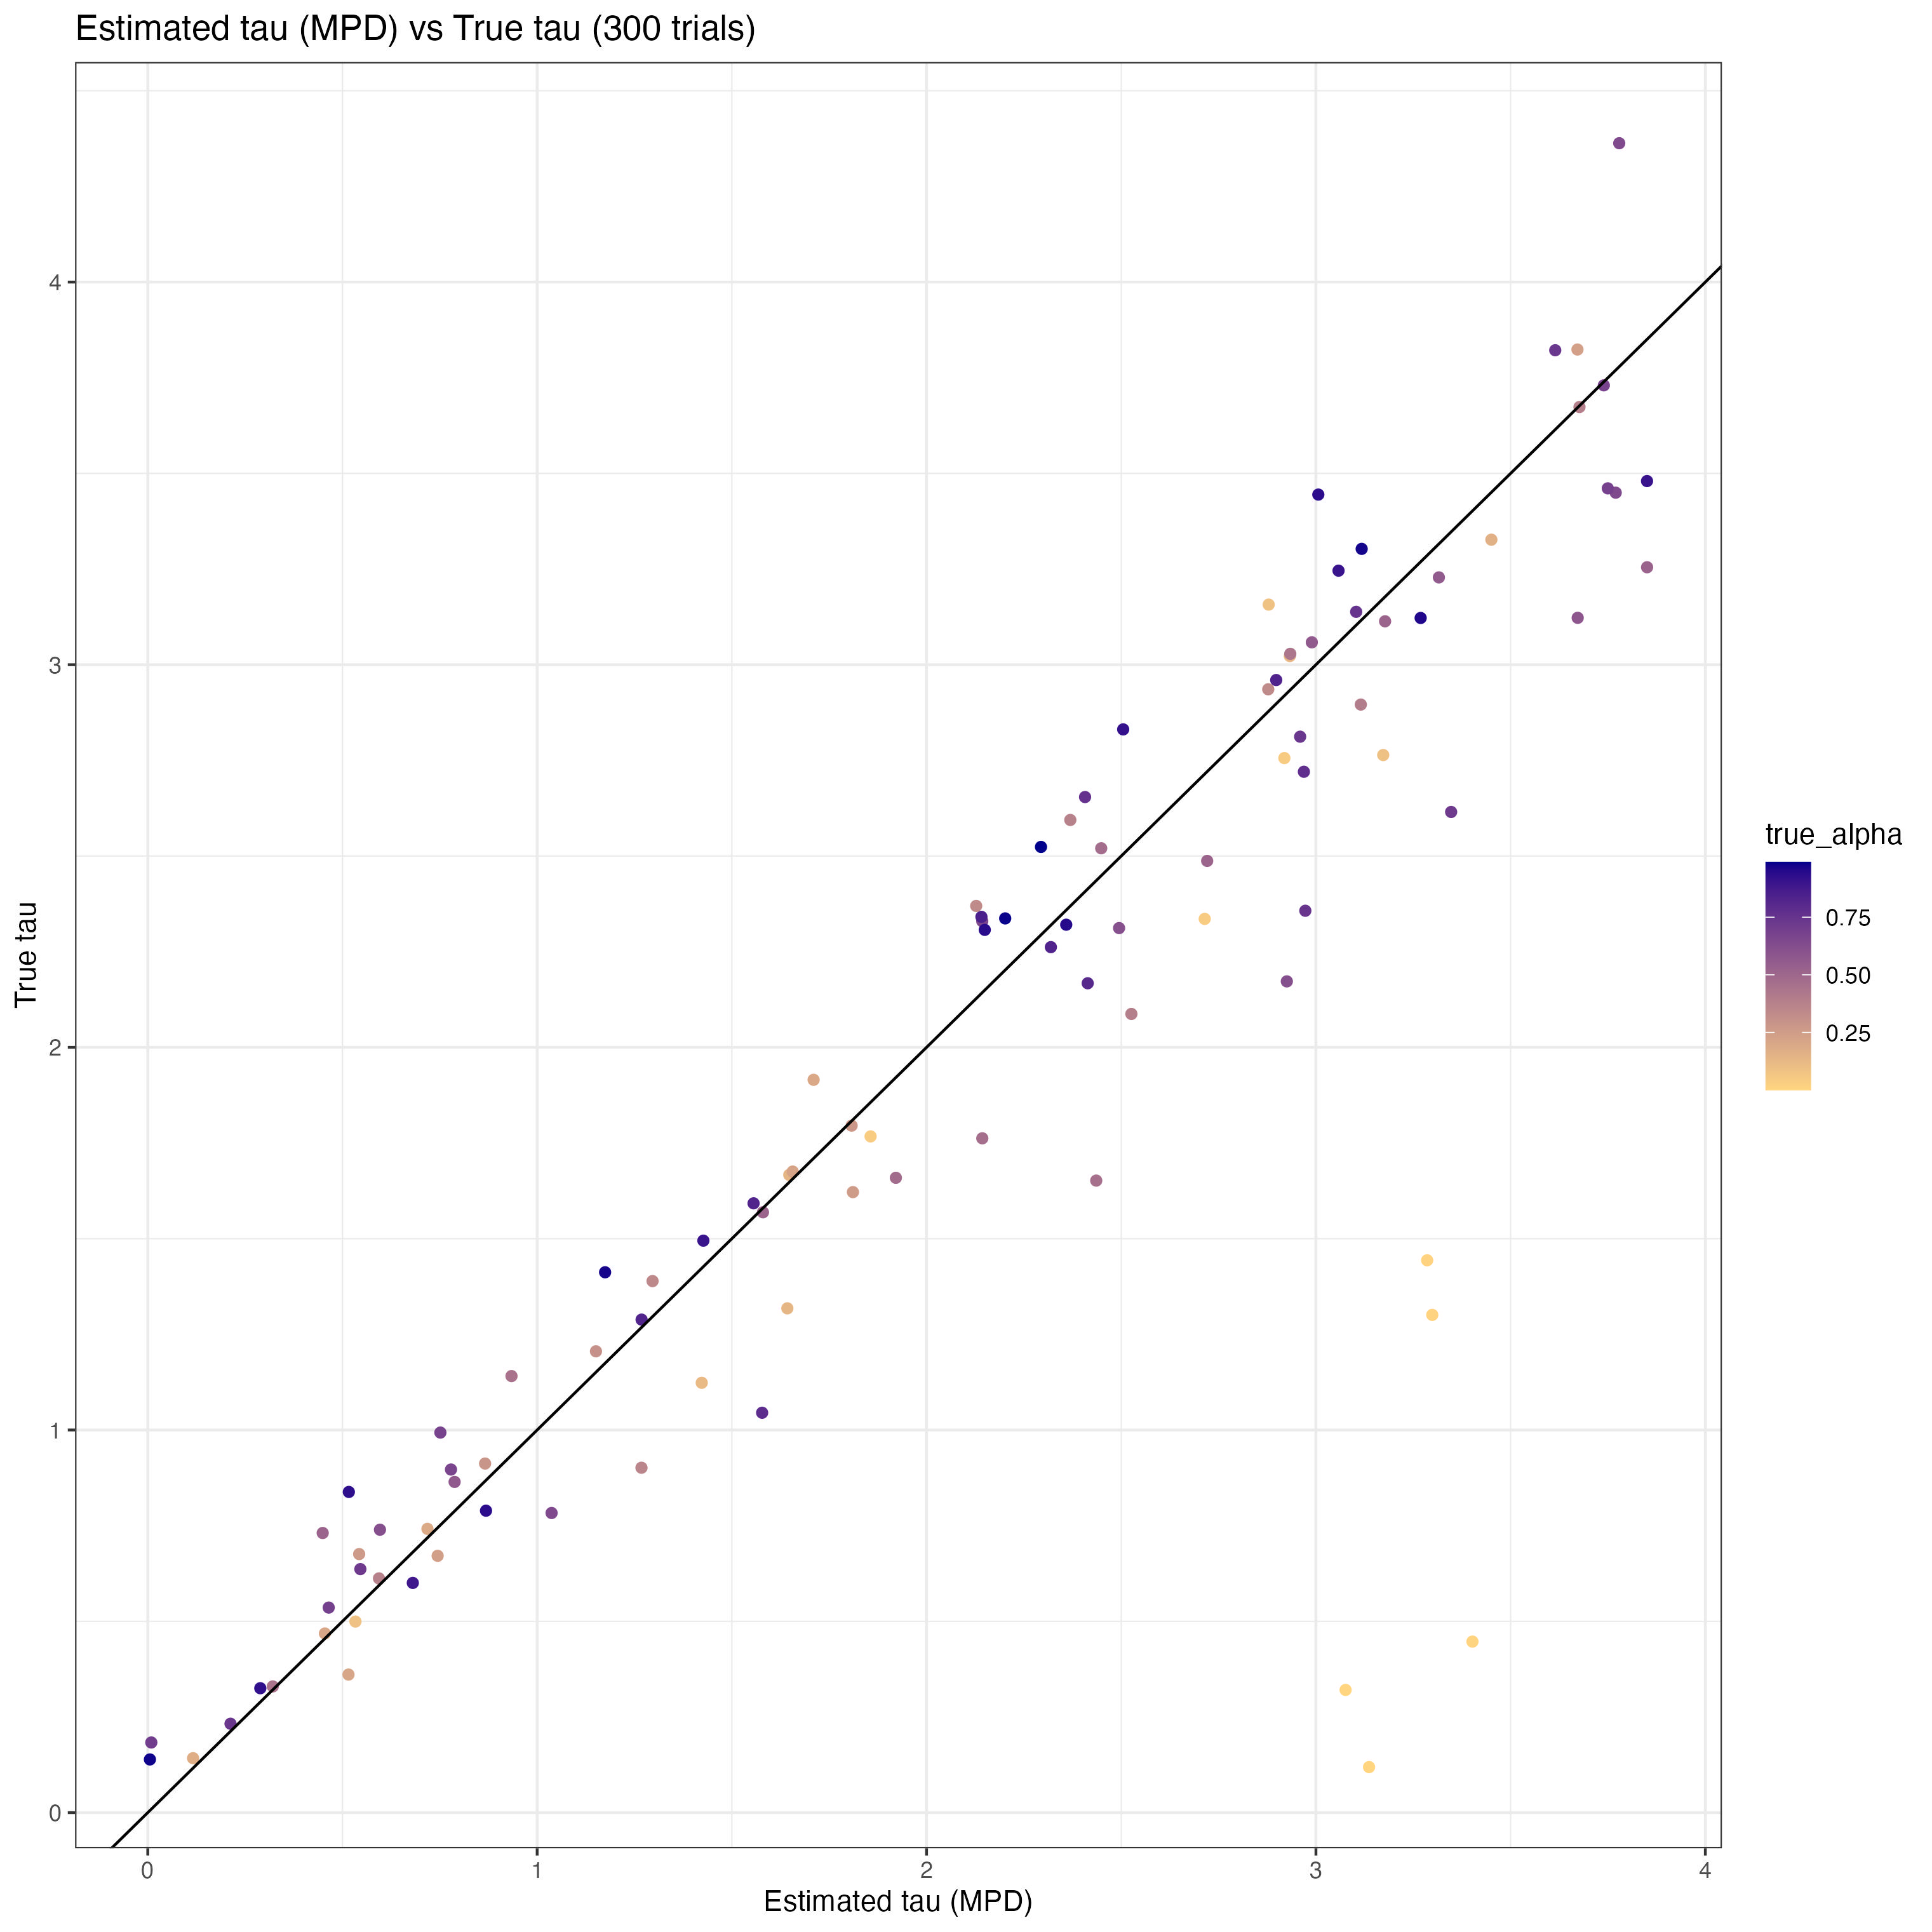 Estimated tau (MPD) vs True tau (300 trials)
True tau
4
3
2
1
0
0 1 2 3 4
Estimated tau (MPD)
true_alpha
0.75
0.50
0.25